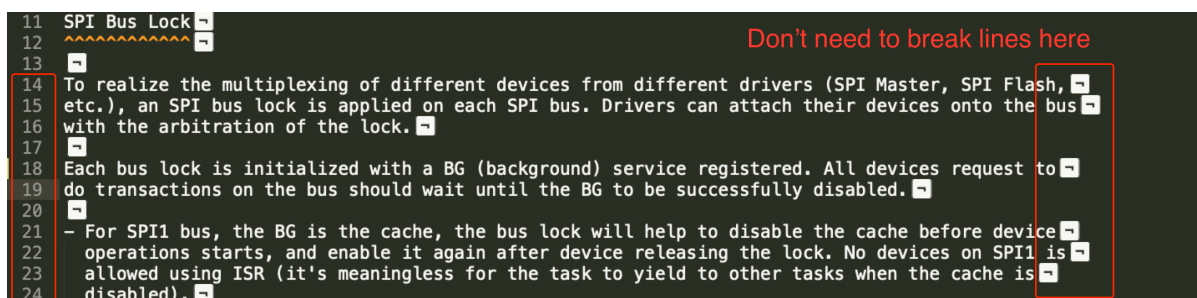 11 SPI Bus Lock¬
12 ^^^^^^^^^^^^¬
Don't need to break lines here
13 ¬
14 To realize the multiplexing of different devices from different drivers (SPI Master, SPI Flash,¬
15 etc.), an SPI bus lock is applied on each SPI bus. Drivers can attach their devices onto the bus¬
16 with the arbitration of the lock.¬
17 ¬
18 Each bus lock is initialized with a BG (background) service registered. All devices request to¬
19 do transactions on the bus should wait until the BG to be successfully disabled.¬
20 ¬
21 - For SPI1 bus, the BG is the cache, the bus lock will help to disable the cache before device¬
22 operations starts, and enable it again after device releasing the lock. No devices on SPI1 is¬
23 allowed using ISR (it's meaningless for the task to yield to other tasks when the cache is¬
24 disabled).¬